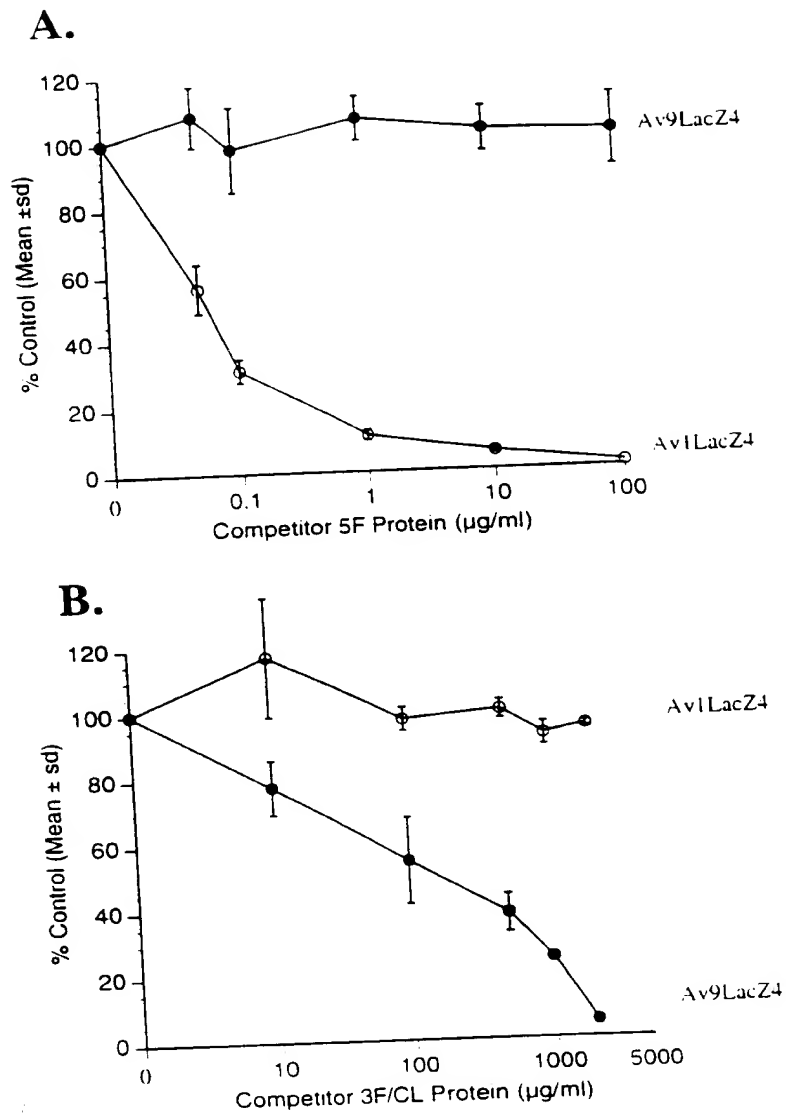 A.
120
100
80
60
40
20
0
% Control (Mean ±sd)
Av9LacZ4
Av1LacZ4
0 0.1 1 10 100
Competitor 5F Protein (µg/ml)
B.
120
100
80
60
40
20
0
% Control (Mean ± sd)
Av1LacZ4
Av9LacZ4
0 10 100 1000 5000
Competitor 3F/CL Protein (µg/ml)